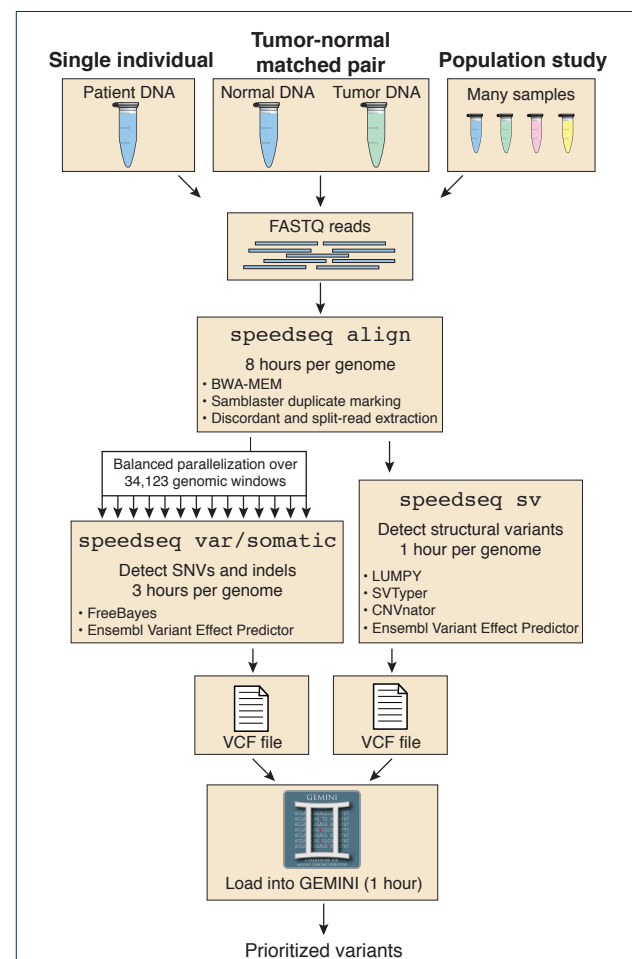 Single individual
Tumor-normal
matched pair
Population study
Patient DNA
Normal DNA
Tumor DNA
Many samples
FASTQ reads
speedseq align
8 hours per genome
• BWA-MEM
• Samblaster duplicate marking
• Discordant and split-read extraction
Balanced parallelization over
34,123 genomic windows
speedseq var/somatic
Detect SNVs and indels
3 hours per genome
• FreeBayes
• Ensembl Variant Effect Predictor
speedseq sv
Detect structural variants
1 hour per genome
• LUMPY
• SVTyper
• CNVnator
• Ensembl Variant Effect Predictor
VCF file
VCF file
GEMINI
Load into GEMINI (1 hour)
Prioritized variants